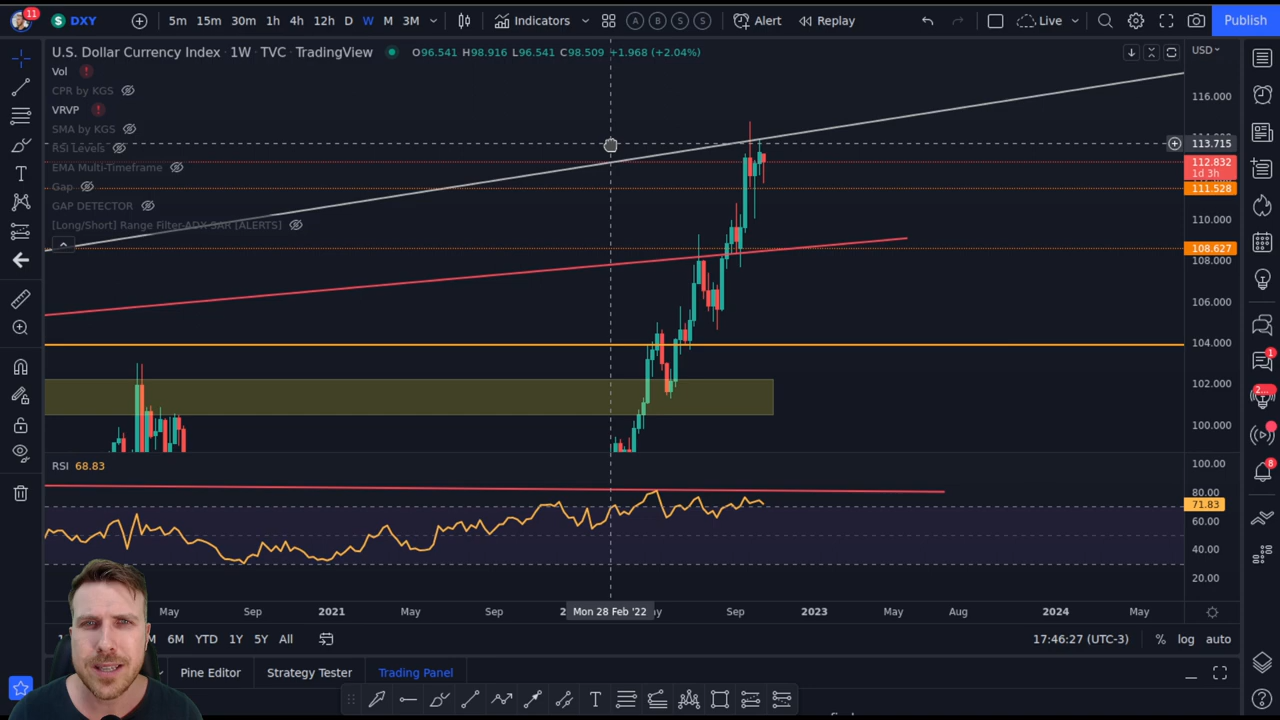 11
DXY
5m 15m 30m 1h 4h 12h D W M 3M
Indicators
A B S S
Alert
Replay
Live
Publish
U.S. Dollar Currency Index · 1W · TVC · TradingView
O96.541 H98.916 L96.541 C98.509 +1.968 (+2.04%)
USD
Vol
CPR by KGS
VRVP
SMA by KGS
RSI Levels
EMA Multi-Timeframe
Gap
GAP DETECTOR
[Long/Short] Range Filter-ADX-SAR [ALERTS]
116.000
113.715
112.832
1d 3h
111.528
110.000
108.627
108.000
106.000
104.000
102.000
100.000
RSI 68.83
100.00
80.00
71.83
60.00
40.00
20.00
May Sep 2021 May Sep Mon 28 Feb '22 Sep 2023 May Aug 2024 May
6M YTD 1Y 5Y All
17:46:27 (UTC-3)
% log auto
Pine Editor
Strategy Tester
Trading Panel
1
2...
8